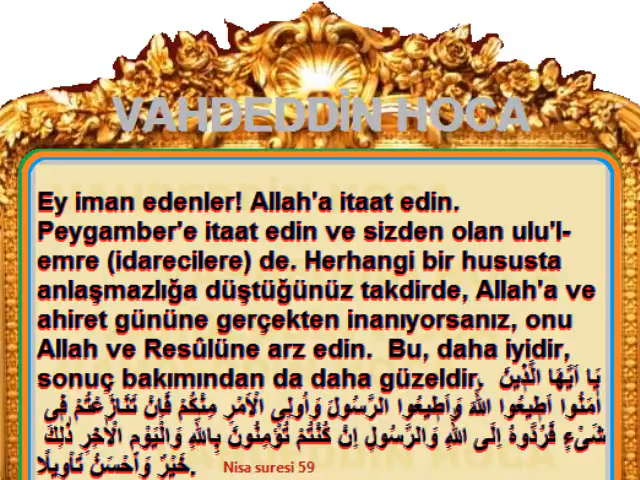 VAHDEDDİN HOCA
Ey iman edenler! Allah'a itaat edin.
Peygamber'e itaat edin ve sizden olan ulu'l-
emre (idarecilere) de. Herhangi bir hususta
anlaşmazlığa düştüğünüz takdirde, Allah'a ve
ahiret gününe gerçekten inanıyorsanız, onu
Allah ve Resûlüne arz edin. Bu, daha iyidir,
sonuç bakımından da daha güzeldir. يَا اَيُّهَا الَّذٖينَ
اٰمَنُوا اَطٖيعُوا اللّٰهَ وَاَطٖيعُوا الرَّسُولَ وَاُولِى الْاَمْرِ مِنْكُمْ فَاِنْ تَنَازَعْتُمْ فٖى
شَىْءٍ فَرُدُّوهُ اِلَى اللّٰهِ وَالرَّسُولِ اِنْ كُنْتُمْ تُؤْمِنُونَ بِاللّٰهِ وَالْيَوْمِ الْاٰخِرِ ذٰلِكَ
خَيْرٌ وَاَحْسَنُ تَاْوٖيلًا.
Nisa suresi 59